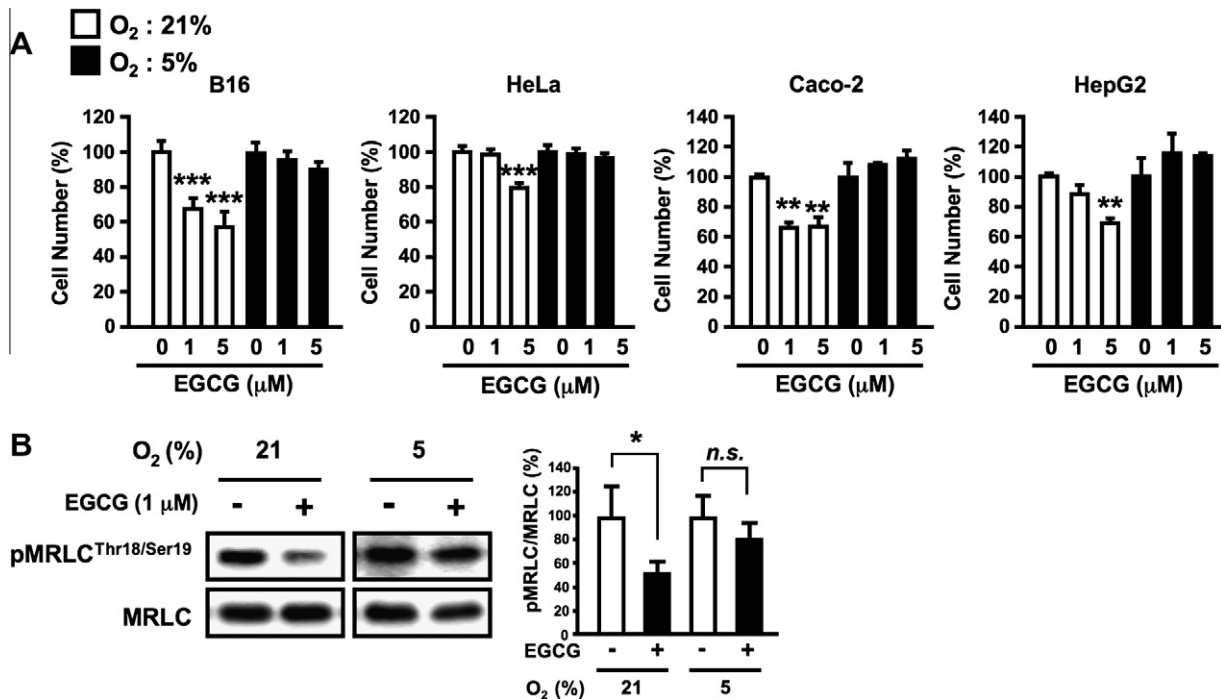 O2 : 21%
A
O2 : 5%
B16
HeLa
Caco-2
HepG2
Cell Number (%)
120
100
80
60
40
20
0
*** ***
0 1 5 0 1 5
EGCG (μM)
Cell Number (%)
120
100
80
60
40
20
0
***
0 1 5 0 1 5
EGCG (μM)
Cell Number (%)
140
120
100
80
60
40
20
0
** **
0 1 5 0 1 5
EGCG (μM)
Cell Number (%)
140
120
100
80
60
40
20
0
**
0 1 5 0 1 5
EGCG (μM)
B
O2 (%) 21 5
EGCG (1 μM) - + - +
pMRLCThr18/Ser19
MRLC
pMRLC/MRLC (%)
140
120
100
80
60
40
20
0
* n.s.
EGCG - + - +
O2 (%) 21 5